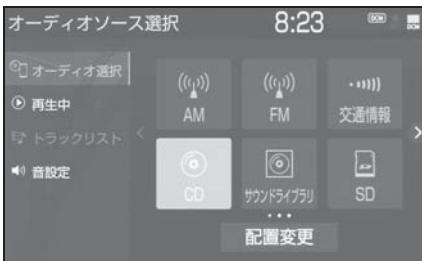 オーディオソース選択
8:23
DCM
オーディオ選択
再生中
トラックリスト
音設定
AM
FM
交通情報
CD
サウンドライブラリ
SD
配置変更